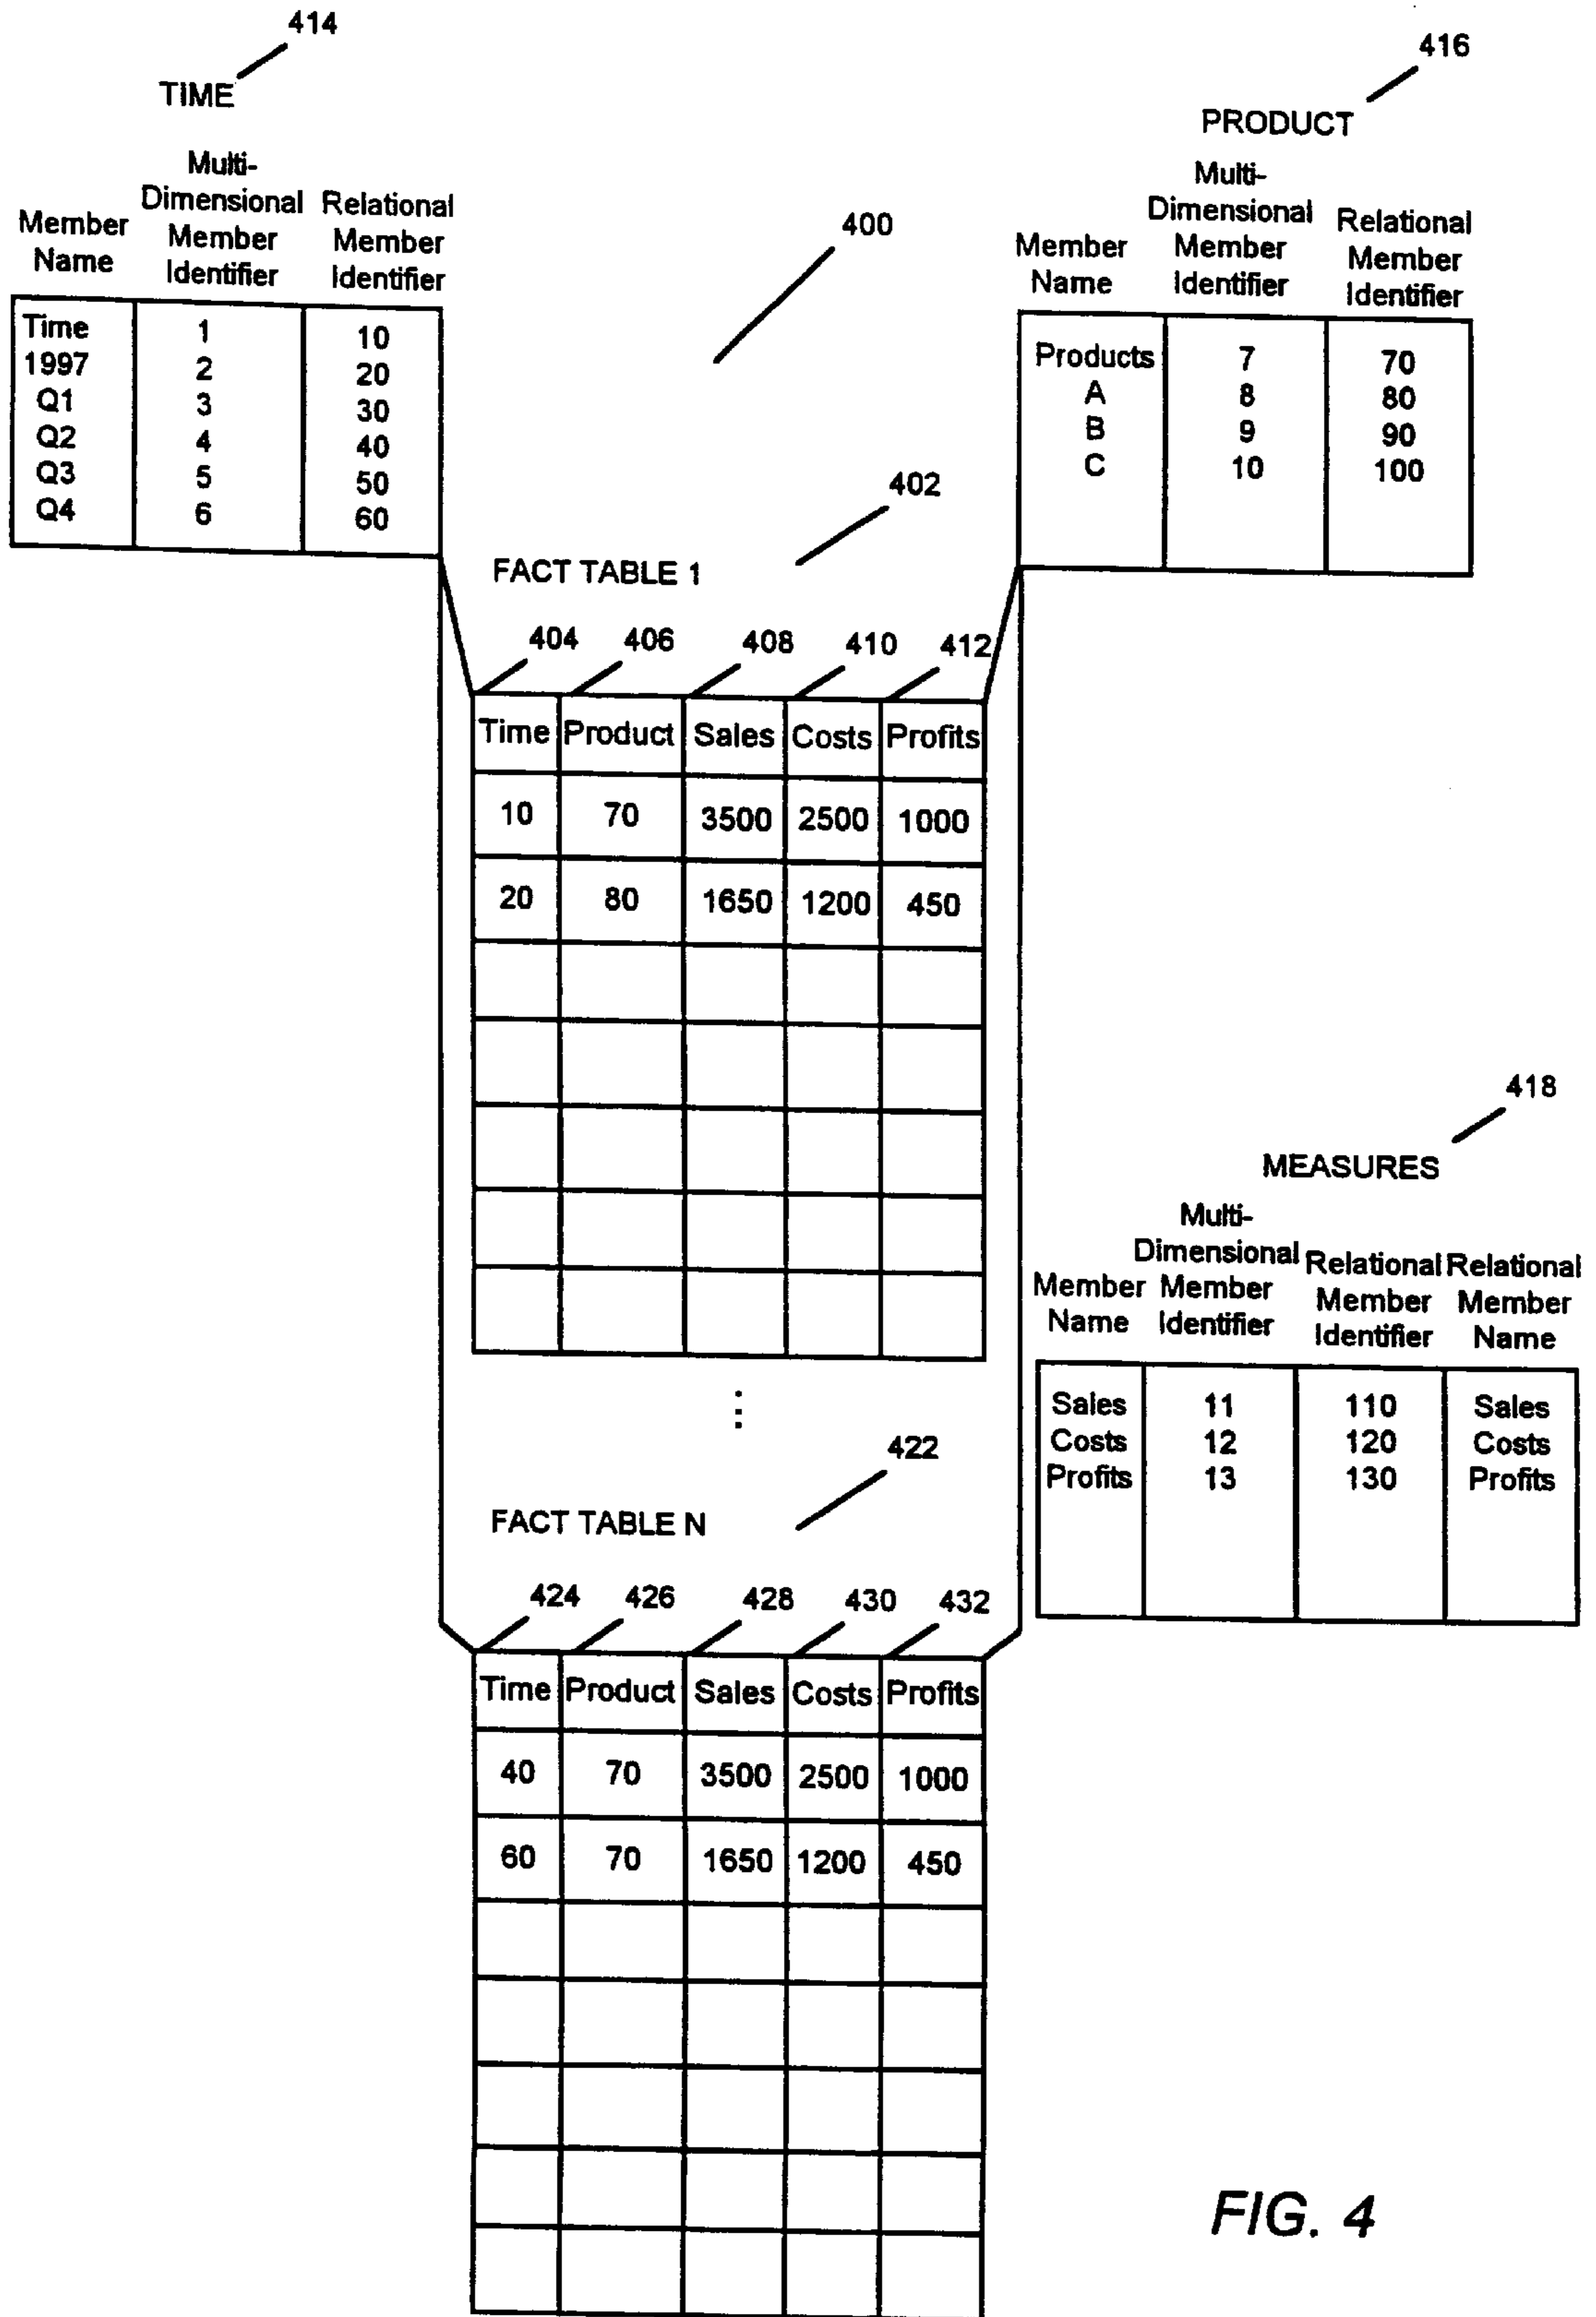 414
TIME
Multi-
Dimensional Relational
Member Member Member
Name Identifier Identifier
Time 1 10
1997 2 20
Q1 3 30
Q2 4 40
Q3 5 50
Q4 6 60
400
416
PRODUCT
Multi-
Dimensional Relational
Member Member Member
Name Identifier Identifier
Products 7 70
A 8 80
B 9 90
C 10 100
402
FACT TABLE 1
404 406 408 410 412
Time Product Sales Costs Profits
10 70 3500 2500 1000
20 80 1650 1200 450
⋮
418
MEASURES
Multi-
Dimensional Relational Relational
Member Member Member Member
Name Identifier Identifier Name
Sales 11 110 Sales
Costs 12 120 Costs
Profits 13 130 Profits
422
FACT TABLE N
424 426 428 430 432
Time Product Sales Costs Profits
40 70 3500 2500 1000
60 70 1650 1200 450
FIG. 4